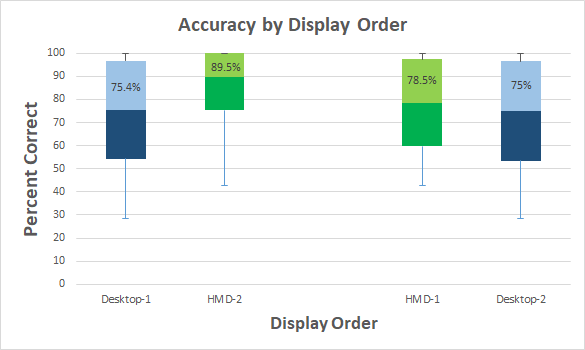 Accuracy by Display Order
Percent Correct
100
90
80
70
60
50
40
30
20
10
0
75.4%
89.5%
78.5%
75%
Desktop-1
HMD-2
HMD-1
Desktop-2
Display Order